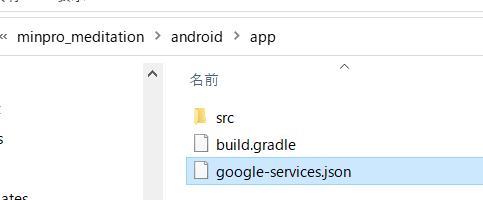 minpro_meditation > android > app
名前
src
build.gradle
google-services.json